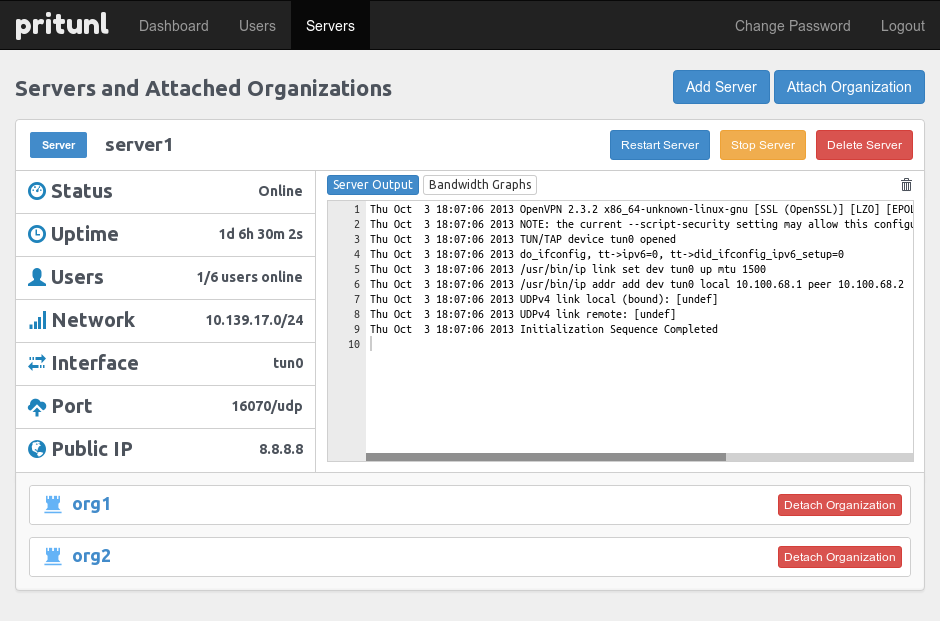 pritunl Dashboard Users Servers Change Password Logout
Servers and Attached Organizations Add Server Attach Organization
Server server1 Restart Server Stop Server Delete Server
Status Online
Uptime 1d 6h 30m 2s
Users 1/6 users online
Network 10.139.17.0/24
Interface tun0
Port 16070/udp
Public IP 8.8.8.8
Server Output Bandwidth Graphs
1 Thu Oct  3 18:07:06 2013 OpenVPN 2.3.2 x86_64-unknown-linux-gnu [SSL (OpenSSL)] [LZO] [EPOL
2 Thu Oct  3 18:07:06 2013 NOTE: the current --script-security setting may allow this configu
3 Thu Oct  3 18:07:06 2013 TUN/TAP device tun0 opened
4 Thu Oct  3 18:07:06 2013 do_ifconfig, tt->ipv6=0, tt->did_ifconfig_ipv6_setup=0
5 Thu Oct  3 18:07:06 2013 /usr/bin/ip link set dev tun0 up mtu 1500
6 Thu Oct  3 18:07:06 2013 /usr/bin/ip addr add dev tun0 local 10.100.68.1 peer 10.100.68.2
7 Thu Oct  3 18:07:06 2013 UDPv4 link local (bound): [undef]
8 Thu Oct  3 18:07:06 2013 UDPv4 link remote: [undef]
9 Thu Oct  3 18:07:06 2013 Initialization Sequence Completed
10
org1 Detach Organization
org2 Detach Organization